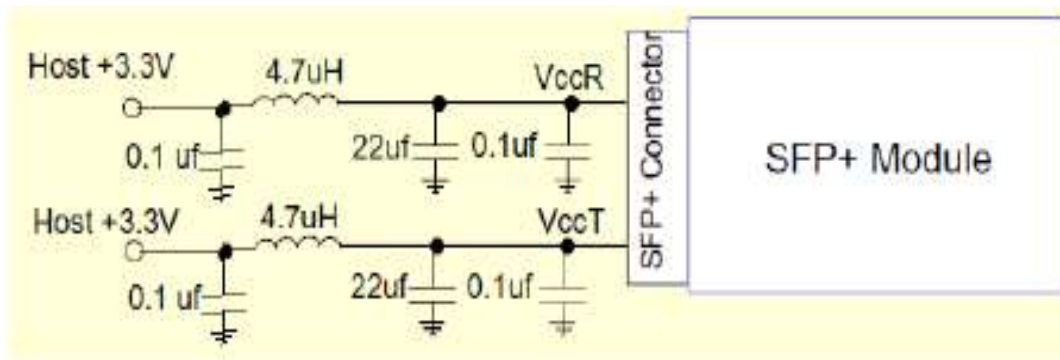 Host +3.3V
4.7uH
VccR
0.1 uf
22uf
0.1uf
Host +3.3V
4.7uH
VccT
0.1 uf
22uf
0.1uf
SFP+ Connector
SFP+ Module